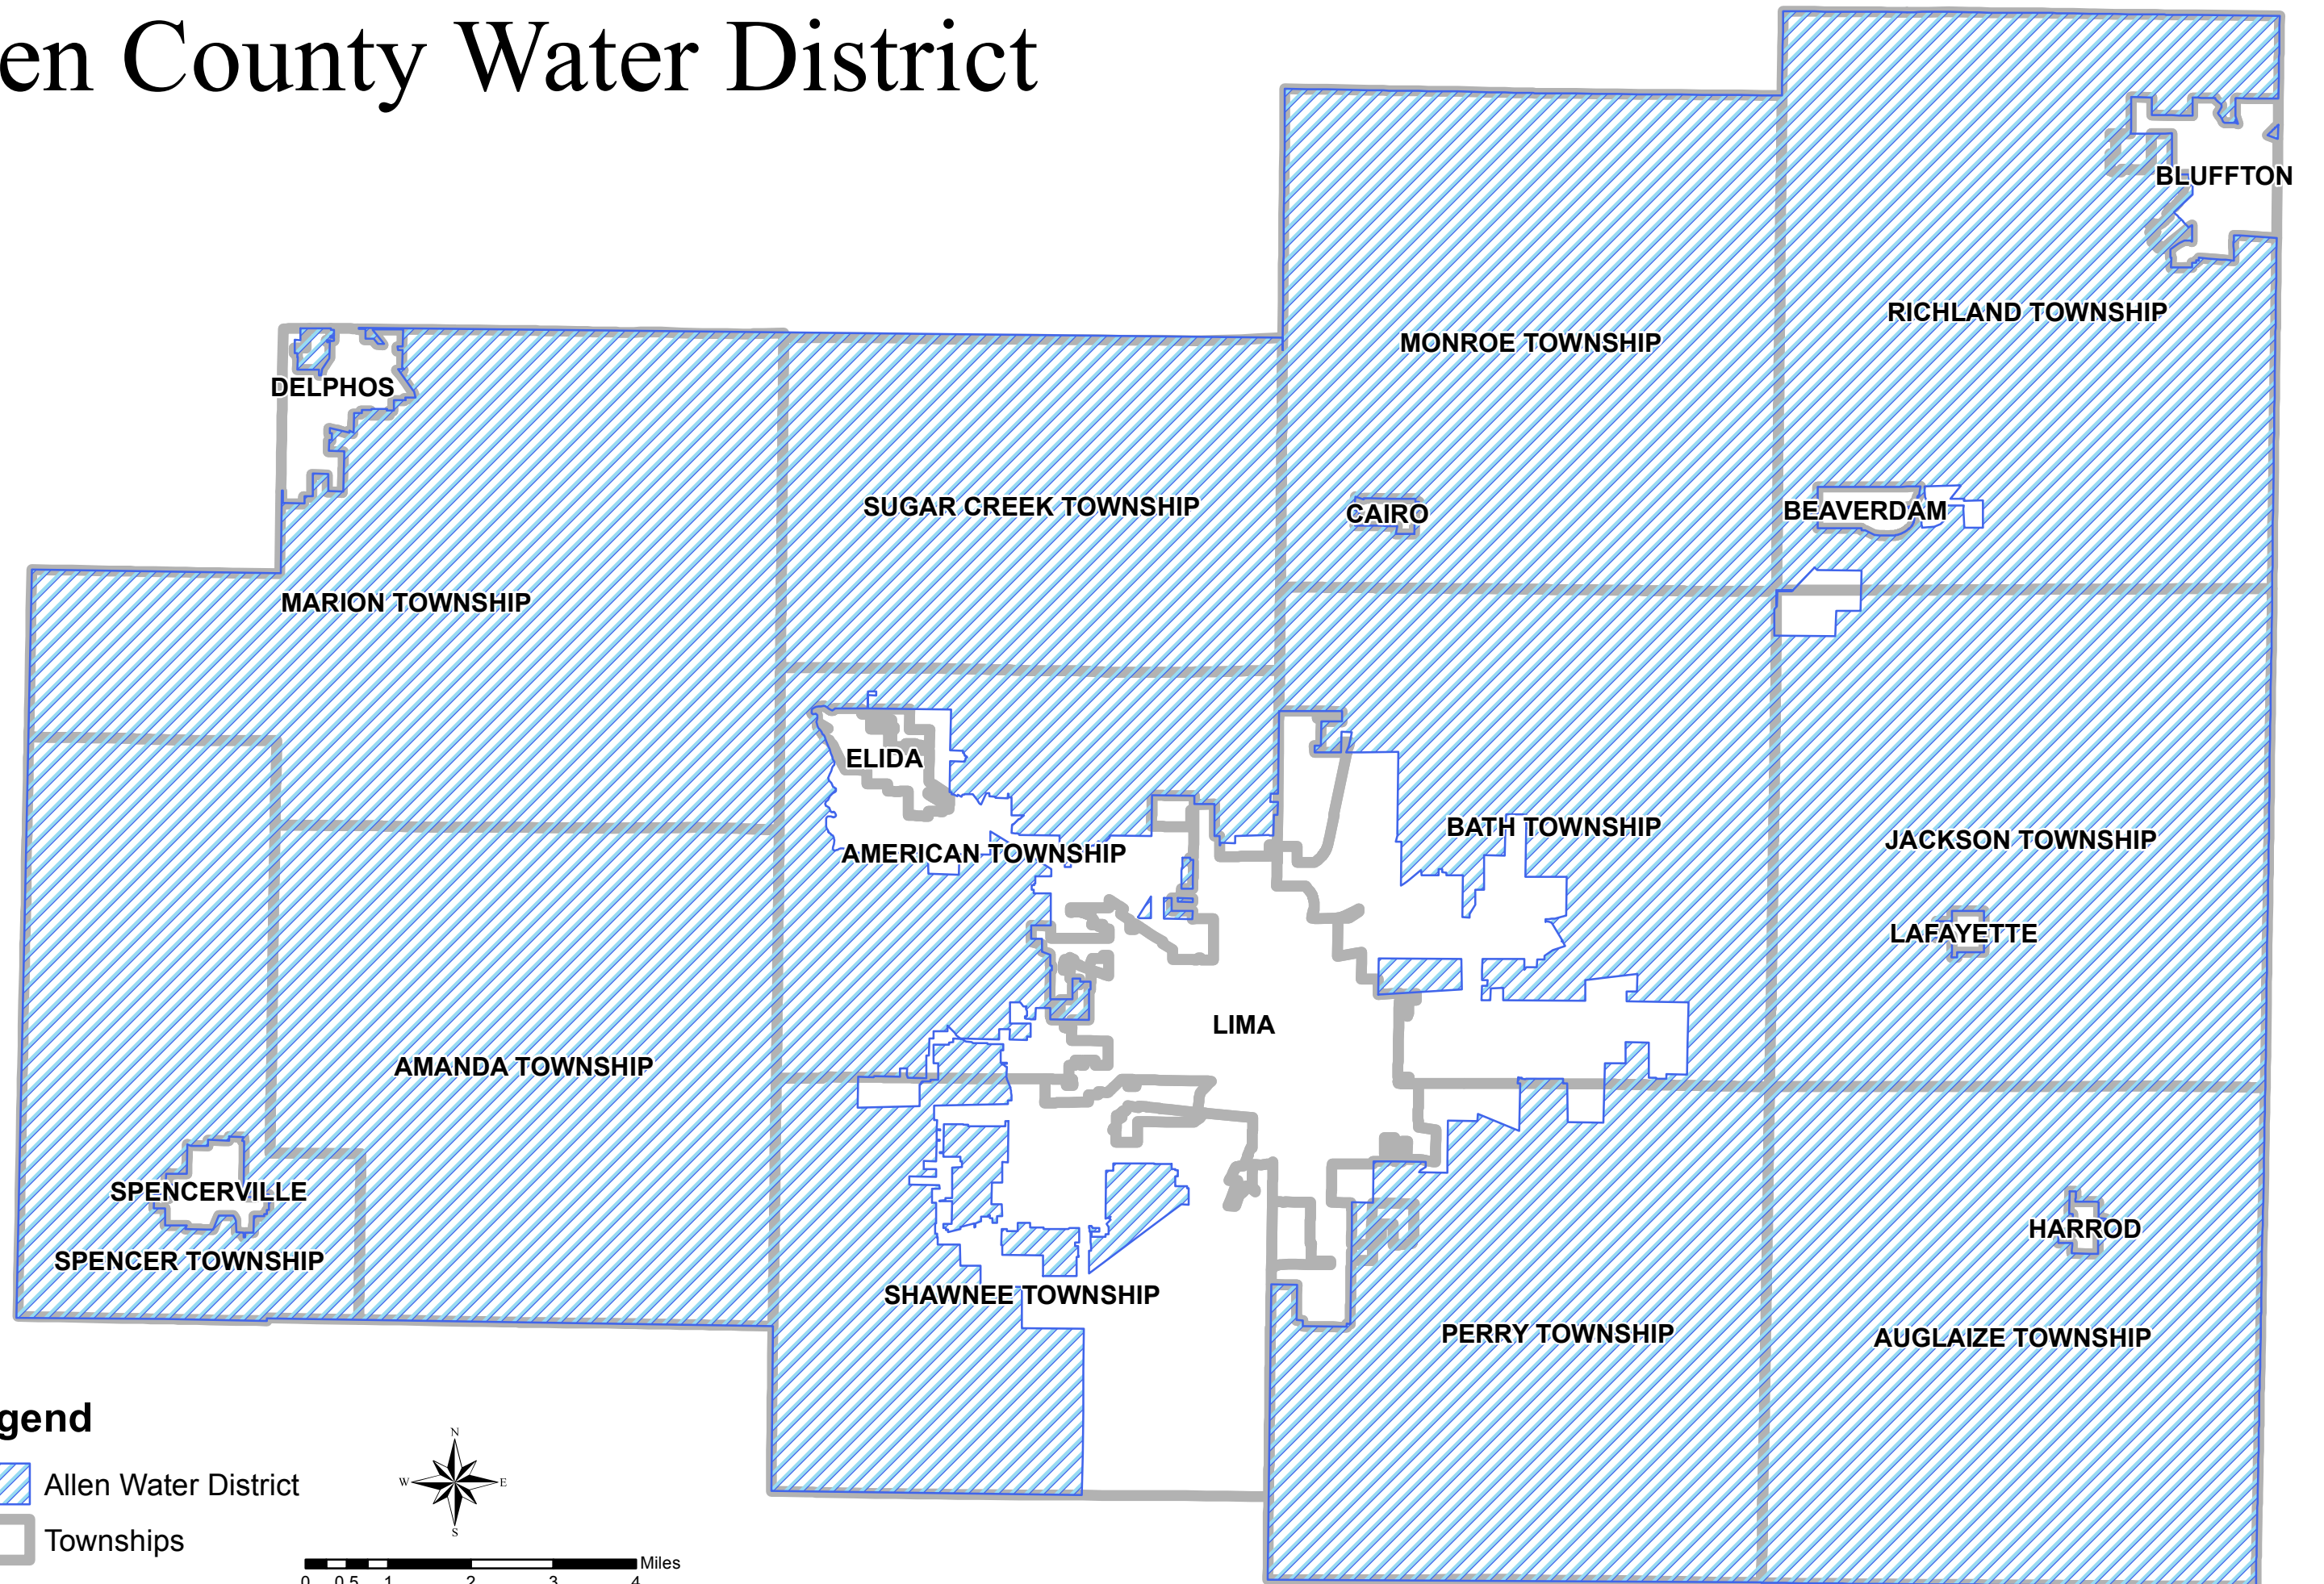 en County Water District
BLUFFTON
RICHLAND TOWNSHIP
MONROE TOWNSHIP
DELPHOS
SUGAR CREEK TOWNSHIP
CAIRO
BEAVERDAM
MARION TOWNSHIP
ELIDA
BATH TOWNSHIP
JACKSON TOWNSHIP
AMERICAN TOWNSHIP
LAFAYETTE
LIMA
AMANDA TOWNSHIP
SPENCERVILLE
HARROD
SPENCER TOWNSHIP
SHAWNEE TOWNSHIP
PERRY TOWNSHIP
AUGLAIZE TOWNSHIP
gend
Allen Water District
Townships
N
W E
S
Miles
0 0.5 1 2 3 4